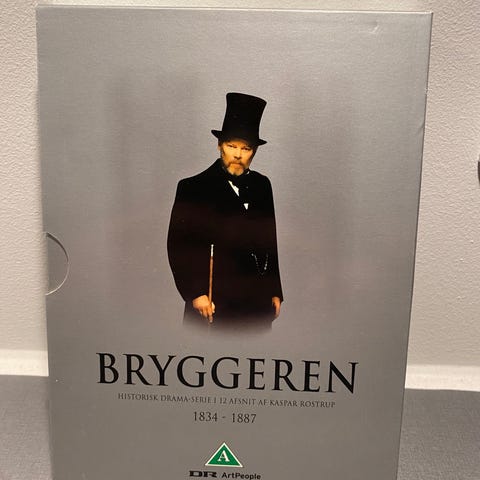 BRYGGEREN
HISTORISK DRAMA-SERIE I 12 AFSNIT AF KASPAR ROSTRUP
1834 - 1887
A
DR ArtPeople